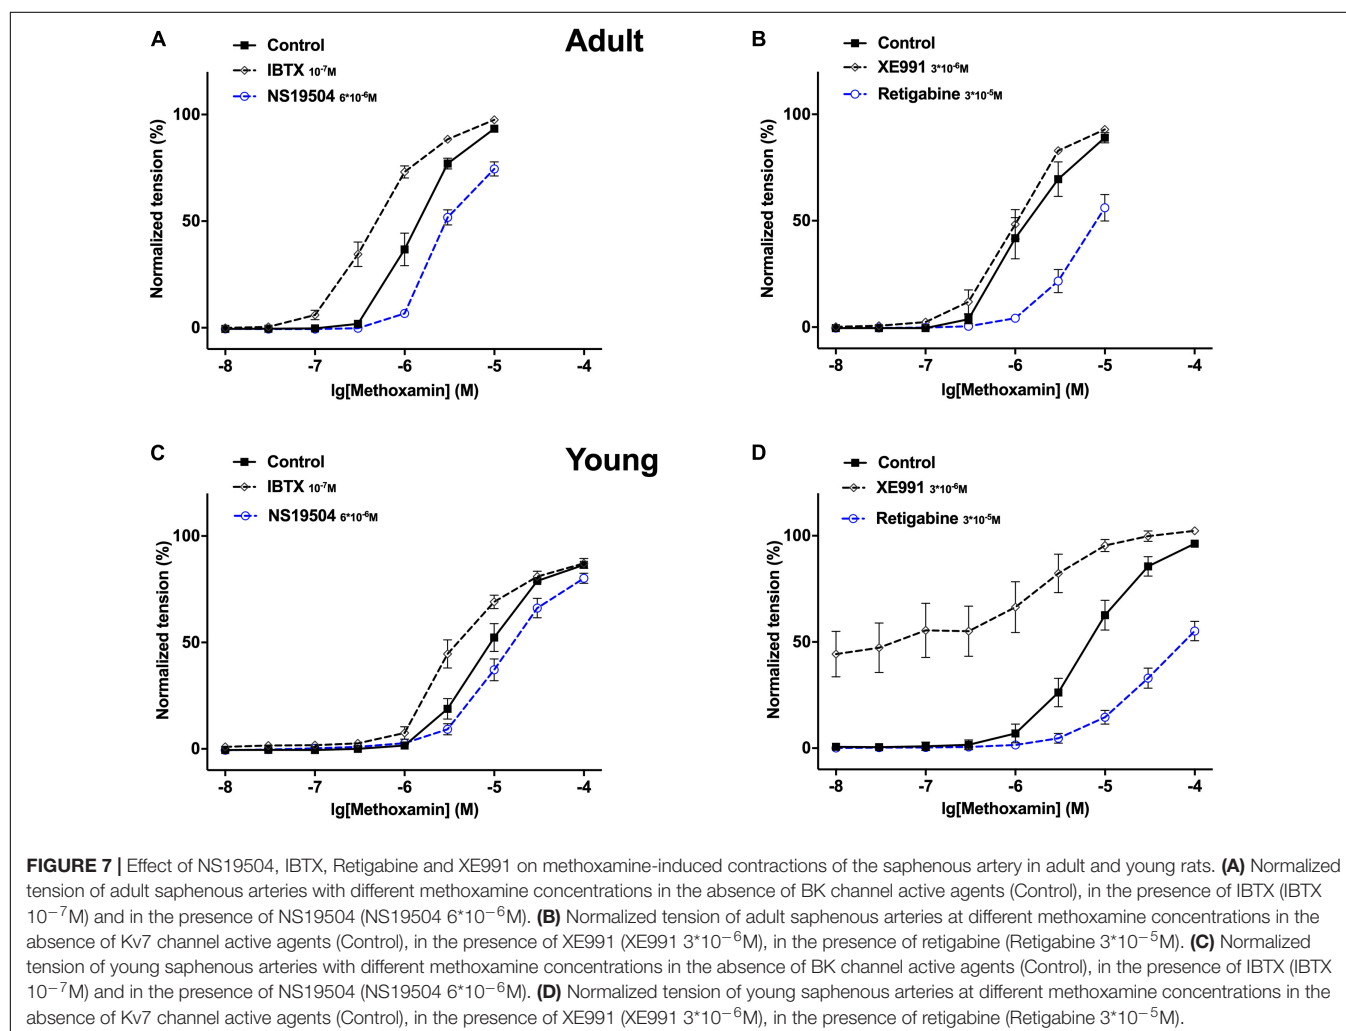 A
Control
IBTX 10-7M
NS19504 6*10-6M
Adult
B
Control
XE991 3*10-6M
Retigabine 3*10-5M
Normalized tension (%)
100
50
0
-8
-7
-6
-5
-4
lg[Methoxamin] (M)
Normalized tension (%)
100
50
0
-8
-7
-6
-5
-4
lg[Methoxamin] (M)
C
Control
IBTX 10-7M
NS19504 6*10-6M
Young
D
Control
XE991 3*10-6M
Retigabine 3*10-5M
Normalized tension (%)
100
50
0
-8
-7
-6
-5
-4
lg[Methoxamin] (M)
Normalized tension (%)
100
50
0
-8
-7
-6
-5
-4
lg[Methoxamin] (M)
FIGURE 7 | Effect of NS19504, IBTX, Retigabine and XE991 on methoxamine-induced contractions of the saphenous artery in adult and young rats. (A) Normalized
tension of adult saphenous arteries with different methoxamine concentrations in the absence of BK channel active agents (Control), in the presence of IBTX (IBTX
10−7M) and in the presence of NS19504 (NS19504 6*10−6M). (B) Normalized tension of adult saphenous arteries at different methoxamine concentrations in the
absence of Kv7 channel active agents (Control), in the presence of XE991 (XE991 3*10−6M), in the presence of retigabine (Retigabine 3*10−5M). (C) Normalized
tension of young saphenous arteries with different methoxamine concentrations in the absence of BK channel active agents (Control), in the presence of IBTX (IBTX
10−7M) and in the presence of NS19504 (NS19504 6*10−6M). (D) Normalized tension of young saphenous arteries at different methoxamine concentrations in the
absence of Kv7 channel active agents (Control), in the presence of XE991 (XE991 3*10−6M), in the presence of retigabine (Retigabine 3*10−5M).